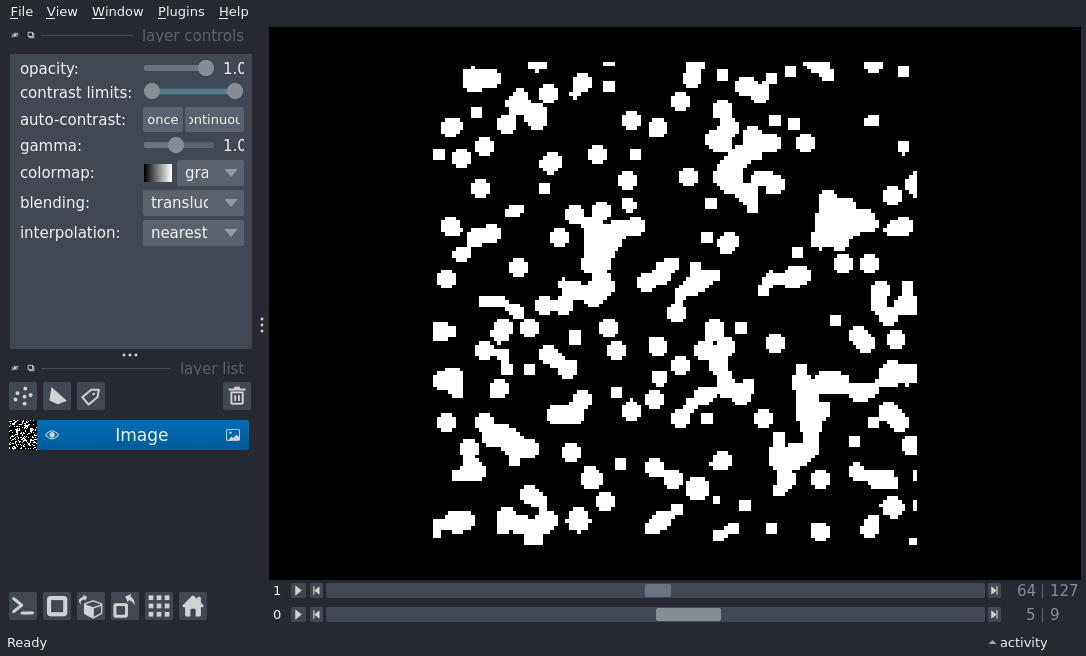 File View Window Plugins Help
layer controls
opacity: 1.0
contrast limits:
auto-contrast: once ontinuou
gamma: 1.0
colormap: gra
blending: transluc
interpolation: nearest
layer list
Image
1 64 | 127
0 5 | 9
Ready activity